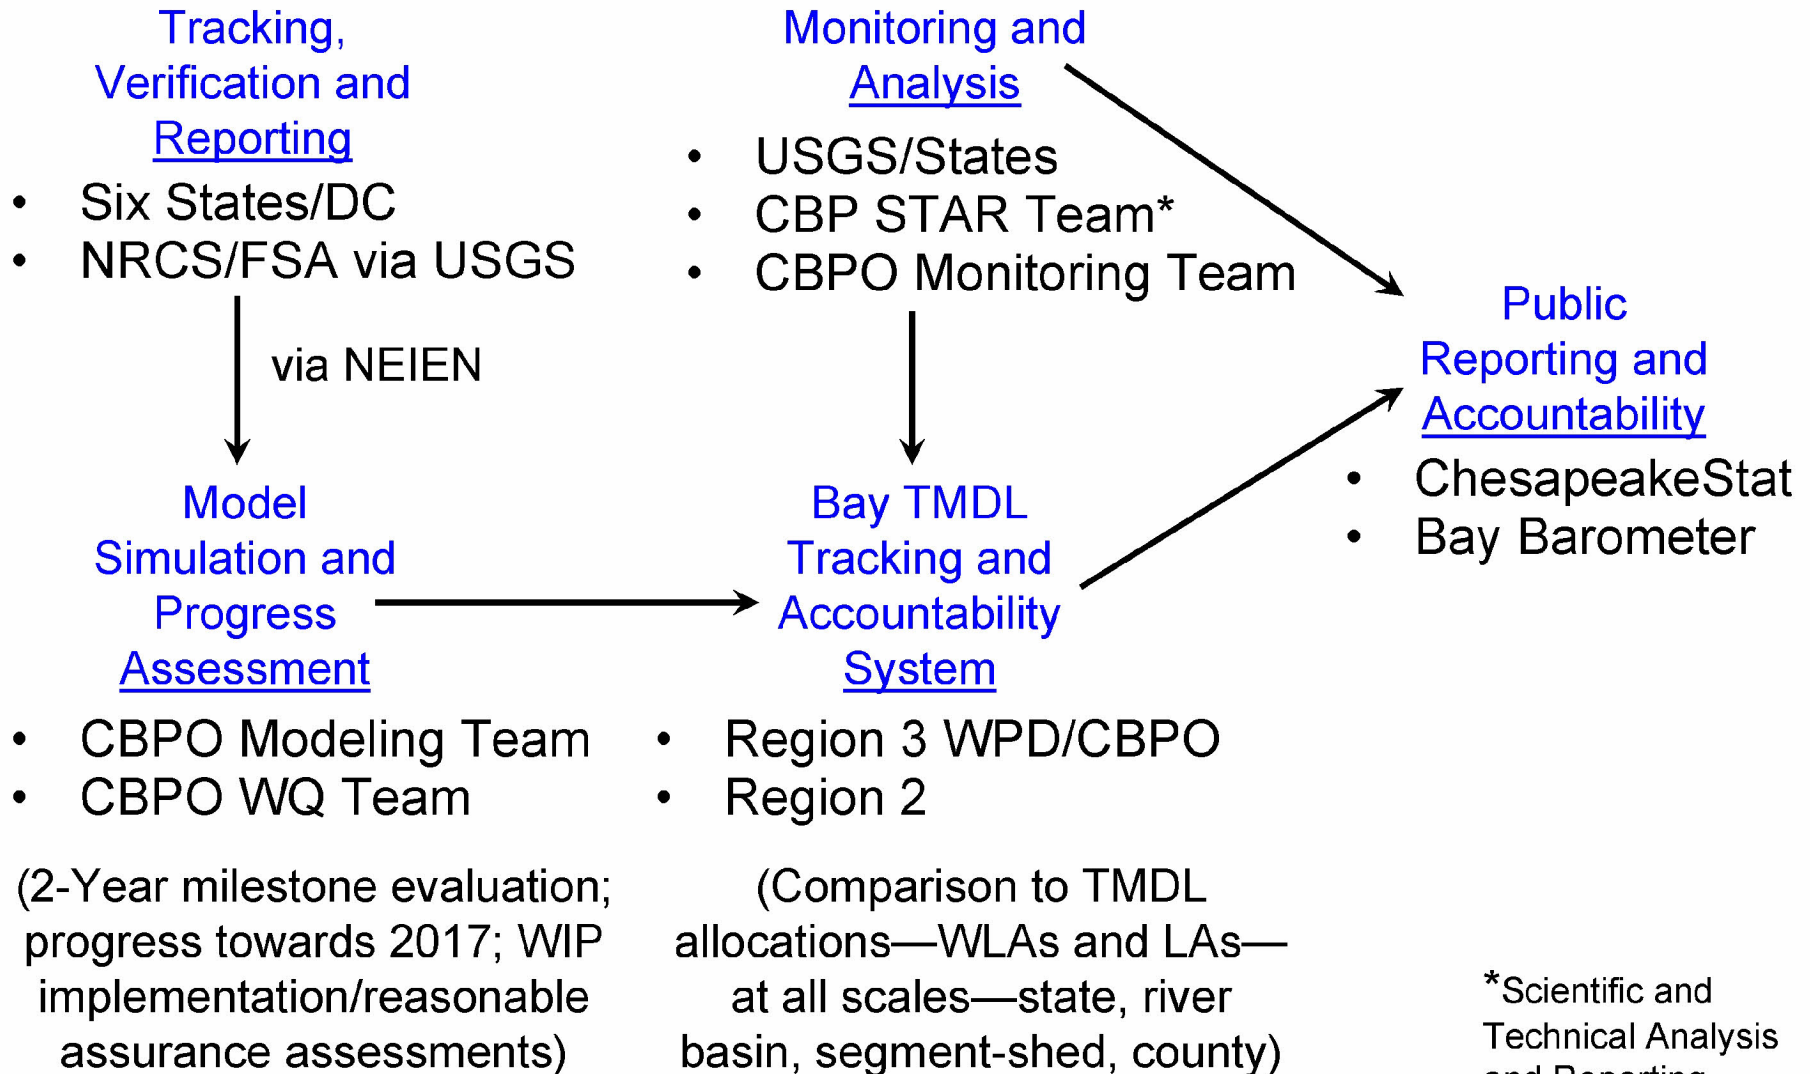 Tracking,
Verification and
Reporting
• Six States/DC
• NRCS/FSA via USGS
via NEIEN
Model
Simulation and
Progress
Assessment
• CBPO Modeling Team
• CBPO WQ Team
(2-Year milestone evaluation;
progress towards 2017; WIP
implementation/reasonable
assurance assessments)
Monitoring and
Analysis
• USGS/States
• CBP STAR Team*
• CBPO Monitoring Team
Bay TMDL
Tracking and
Accountability
System
• Region 3 WPD/CBPO
• Region 2
(Comparison to TMDL
allocations—WLAs and LAs—
at all scales—state, river
basin, segment-shed, county)
Public
Reporting and
Accountability
• ChesapeakeStat
• Bay Barometer
*Scientific and
Technical Analysis
and Reporting